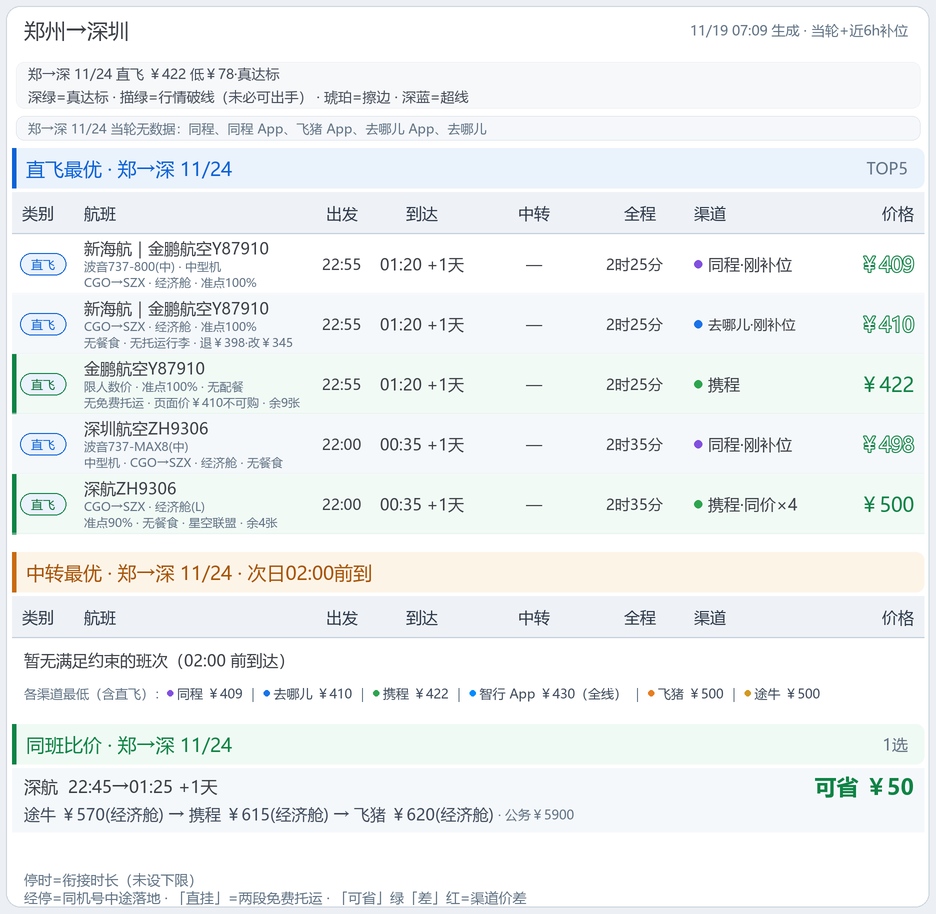 郑州→深圳
11/19 07:09 生成 · 当轮+近6h补位
郑→深 11/24 直飞 ¥422 低¥78·真达标
深绿=真达标 · 描绿=行情破线（未必可出手） · 琥珀=擦边 · 深蓝=超线
郑→深 11/24 当轮无数据：同程、同程 App、飞猪 App、去哪儿 App、去哪儿
直飞最优 · 郑→深 11/24 TOP5
类别 航班 出发 到达 中转 全程 渠道 价格
新海航｜金鹏航空Y87910
波音737-800(中) · 中型机
CGO→SZX · 经济舱 · 准点100%
直飞 22:55 01:20 +1天 — 2时25分 同程·刚补位 ¥409
新海航｜金鹏航空Y87910
CGO→SZX · 经济舱 · 准点100%
无餐食 · 无托运行李 · 退¥398·改¥345
直飞 22:55 01:20 +1天 — 2时25分 去哪儿·刚补位 ¥410
金鹏航空Y87910
限人数价 · 准点100% · 无配餐
无免费托运 · 页面价¥410不可购 · 余9张
直飞 22:55 01:20 +1天 — 2时25分 携程 ¥422
深圳航空ZH9306
波音737-MAX8(中)
中型机 · CGO→SZX · 经济舱 · 无餐食
直飞 22:00 00:35 +1天 — 2时35分 同程·刚补位 ¥498
深航ZH9306
CGO→SZX · 经济舱(L)
准点90% · 无餐食 · 星空联盟 · 余4张
直飞 22:00 00:35 +1天 — 2时35分 携程·同价×4 ¥500
中转最优 · 郑→深 11/24 · 次日02:00前到
类别 航班 出发 到达 中转 全程 渠道 价格
暂无满足约束的班次（02:00 前到达）
各渠道最低（含直飞）: 同程 ¥409 | 去哪儿 ¥410 | 携程 ¥422 | 智行 App ¥430（全线） | 飞猪 ¥500 | 途牛 ¥500
同班比价 · 郑→深 11/24 1选
深航 22:45→01:25 +1天 可省 ¥50
途牛 ¥570(经济舱) → 携程 ¥615(经济舱) → 飞猪 ¥620(经济舱) · 公务¥5900
停时=衔接时长（未设下限）
经停=同机号中途落地 · 「直挂」=两段免费托运 · 「可省」绿「差」红=渠道价差